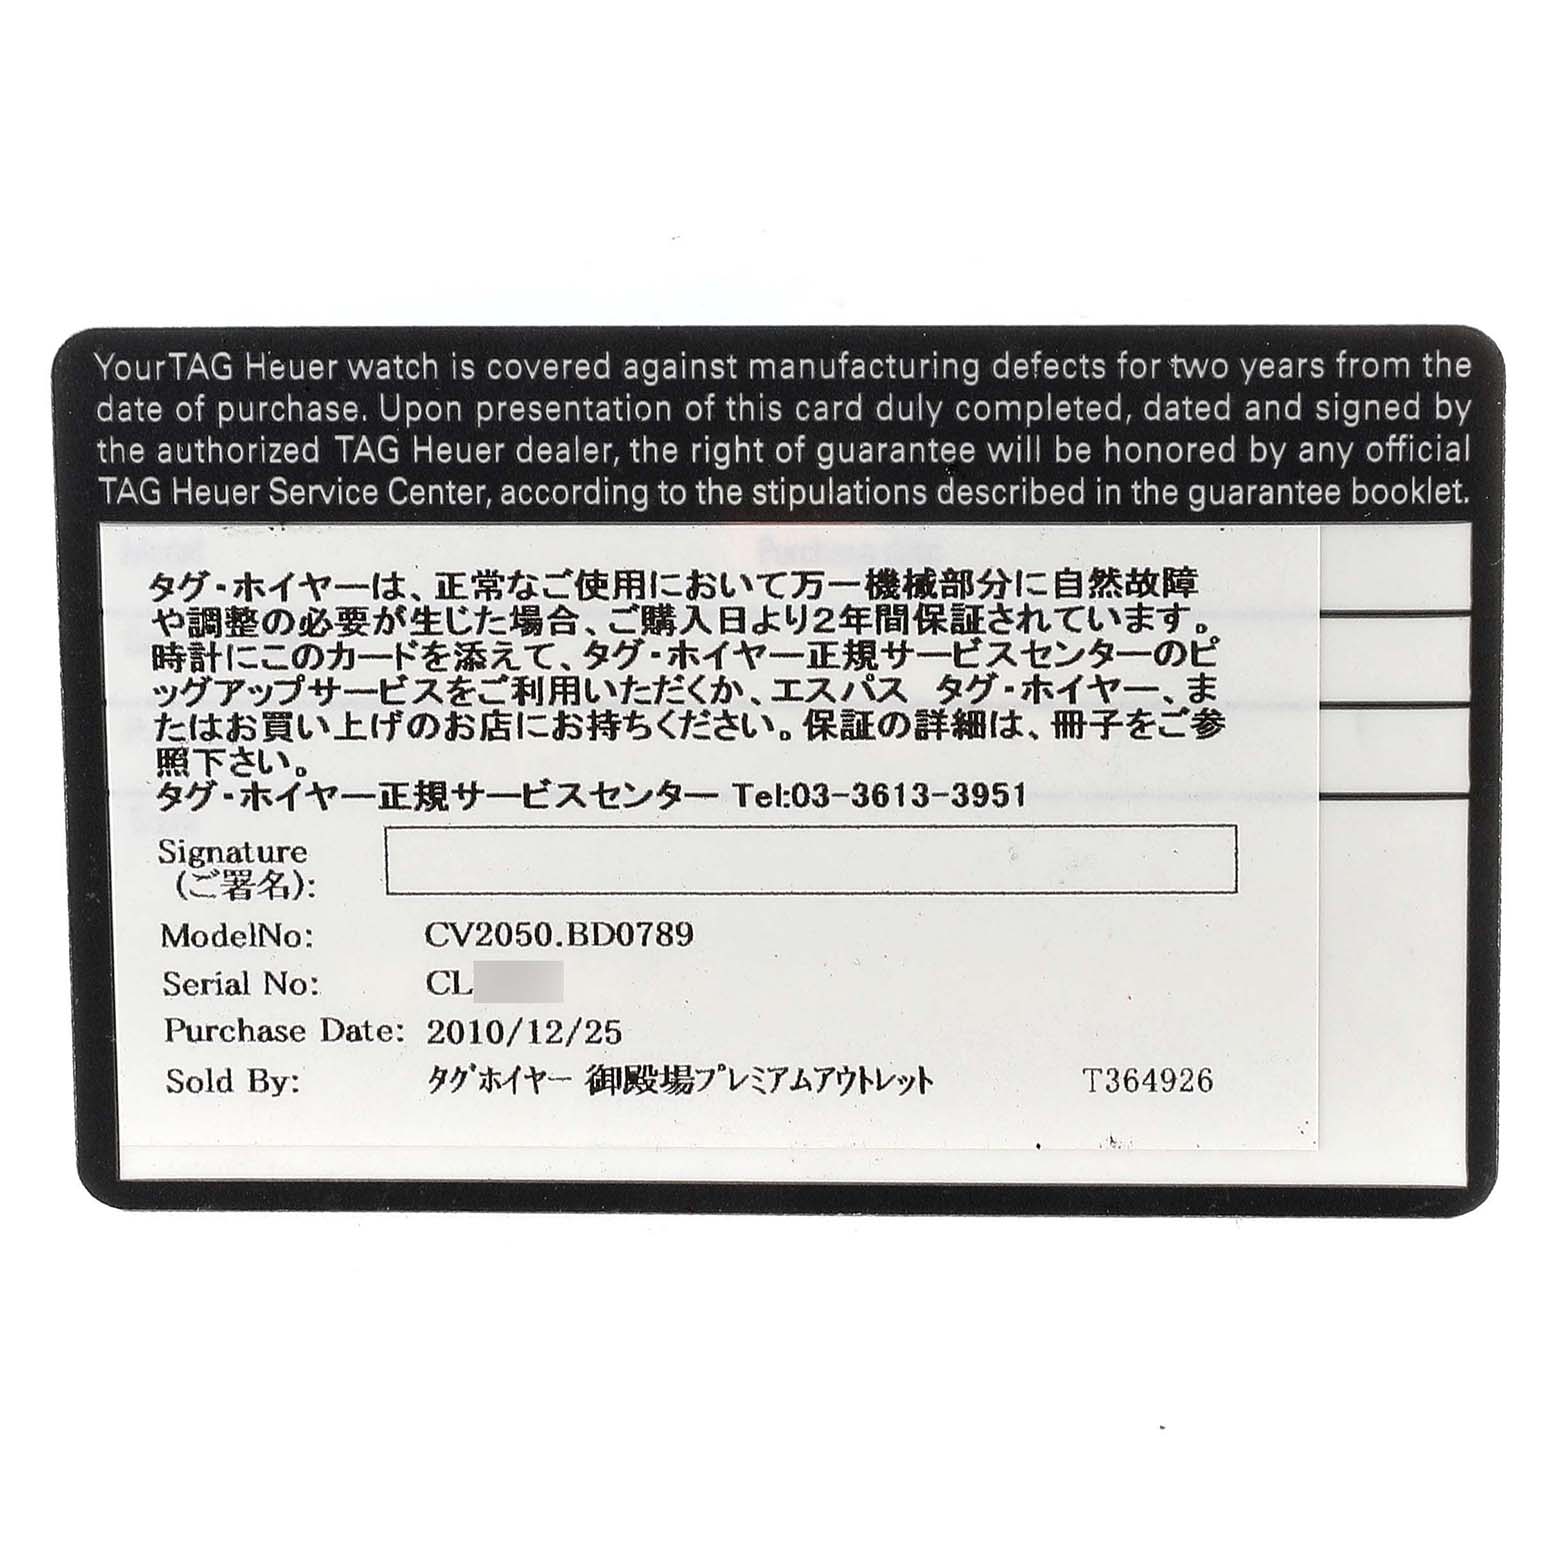 Your TAG Heuer watch is covered against manufacturing defects for two years from the
date of purchase. Upon presentation of this card duly completed, dated and signed by
the authorized TAG Heuer dealer, the right of guarantee will be honored by any official
TAG Heuer Service Center, according to the stipulations described in the guarantee booklet.
タグ・ホイヤーは、正常なご使用において万一機械部分に自然故障
や調整の必要が生じた場合、ご購入日より2年間保証されています。
時計にこのカードを添えて、タグ・ホイヤー正規サービスセンターのピ
ッグアップサービスをご利用いただくか、エスパス タグ・ホイヤー、ま
たはお買い上げのお店にお持ちください。保証の詳細は、冊子をご参
照下さい。
タグ・ホイヤー正規サービスセンター Tel:03-3613-3951
Signature
(ご署名):
ModelNo: CV2050.BD0789
Serial No: CL
Purchase Date: 2010/12/25
Sold By: タグホイヤー 御殿場プレミアムアウトレット T364926